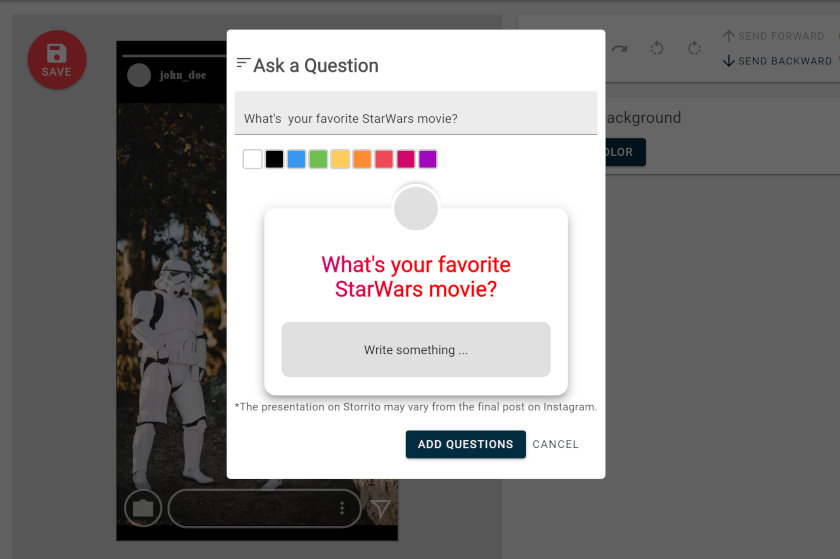 SAVE
john_doe
Ask a Question
What's  your favorite StarWars movie?
What's your favorite
StarWars movie?
Write something ...
*The presentation on Storrito may vary from the final post on Instagram.
ADD QUESTIONS
CANCEL
SEND FORWARD
SEND BACKWARD
ackground
OLOR